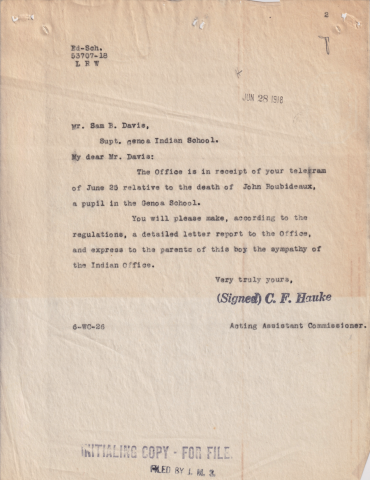 2
Ed-Sch.
53707-18
L H W
JUN 28 1918
Mr. Sam B. Davis,
Supt. Genoa Indian School.
My dear Mr. Davis:
The Office is in receipt of your telegram
of June 23 relative to the death of John Roubideaux,
a pupil in the Genoa School.
You will please make, according to the
regulations, a detailed letter report to the Office,
and express to the parents of this boy the sympathy of
the Indian Office.
Very truly yours,
(Signed) C. F. Hauke
6-WC-26
Acting Assistant Commissioner.
INITIALING COPY - FOR FILE.
FILED BY